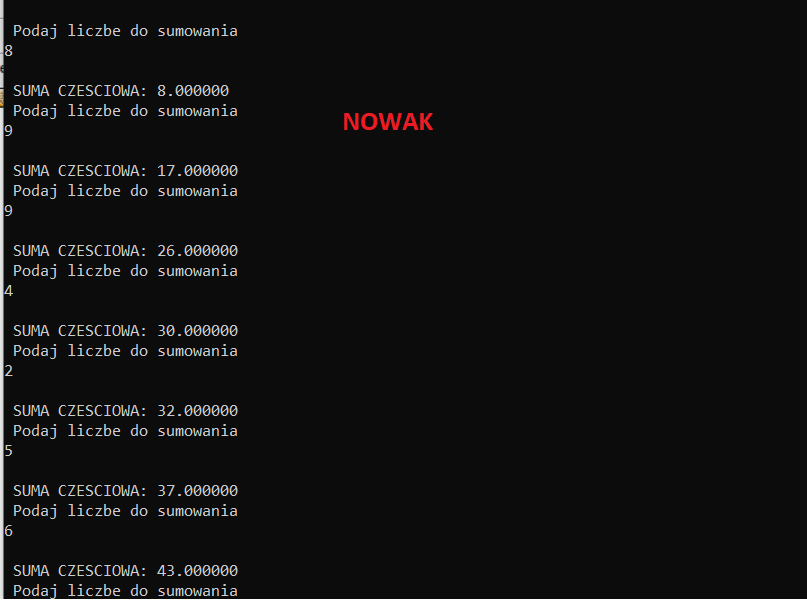 Podaj liczbe do sumowania
8
SUMA CZESCIOWA: 8.000000
Podaj liczbe do sumowania
NOWAK
9
SUMA CZESCIOWA: 17.000000
Podaj liczbe do sumowania
9
SUMA CZESCIOWA: 26.000000
Podaj liczbe do sumowania
4
SUMA CZESCIOWA: 30.000000
Podaj liczbe do sumowania
2
SUMA CZESCIOWA: 32.000000
Podaj liczbe do sumowania
5
SUMA CZESCIOWA: 37.000000
Podaj liczbe do sumowania
6
SUMA CZESCIOWA: 43.000000
Podaj liczbe do sumowania